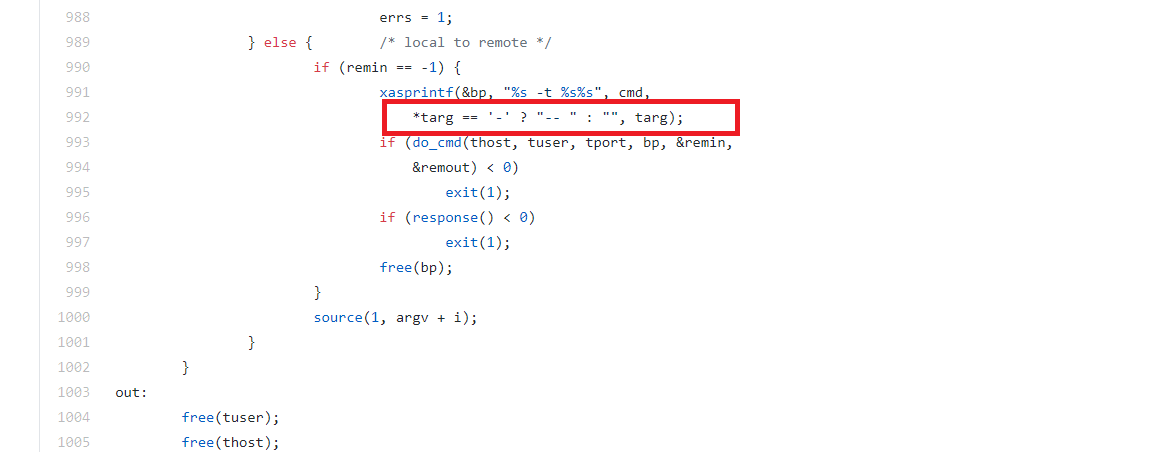 988 errs = 1;
989 } else { /* local to remote */
990 if (remin == -1) {
991 xasprintf(&bp, "%s -t %s%s", cmd,
992 *targ == '-' ? "-- " : "", targ);
993 if (do_cmd(thost, tuser, tport, bp, &remin,
994 &remout) < 0)
995 exit(1);
996 if (response() < 0)
997 exit(1);
998 free(bp);
999 }
1000 source(1, argv + i);
1001 }
1002 }
1003 out:
1004 free(tuser);
1005 free(thost);